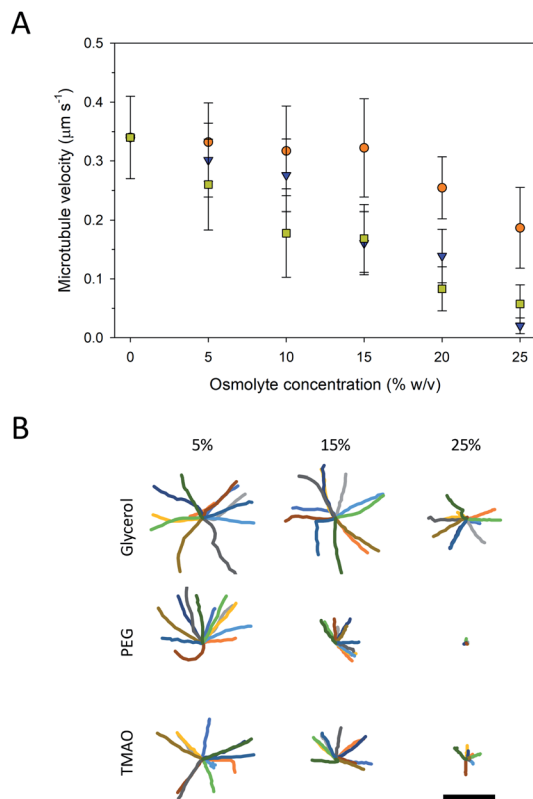 A
0.5
0.4
0.3
0.2
0.1
0.0
Microtubule velocity (μm s⁻¹)
0 5 10 15 20 25
Osmolyte concentration (% w/v)
B
5% 15% 25%
Glycerol
PEG
TMAO